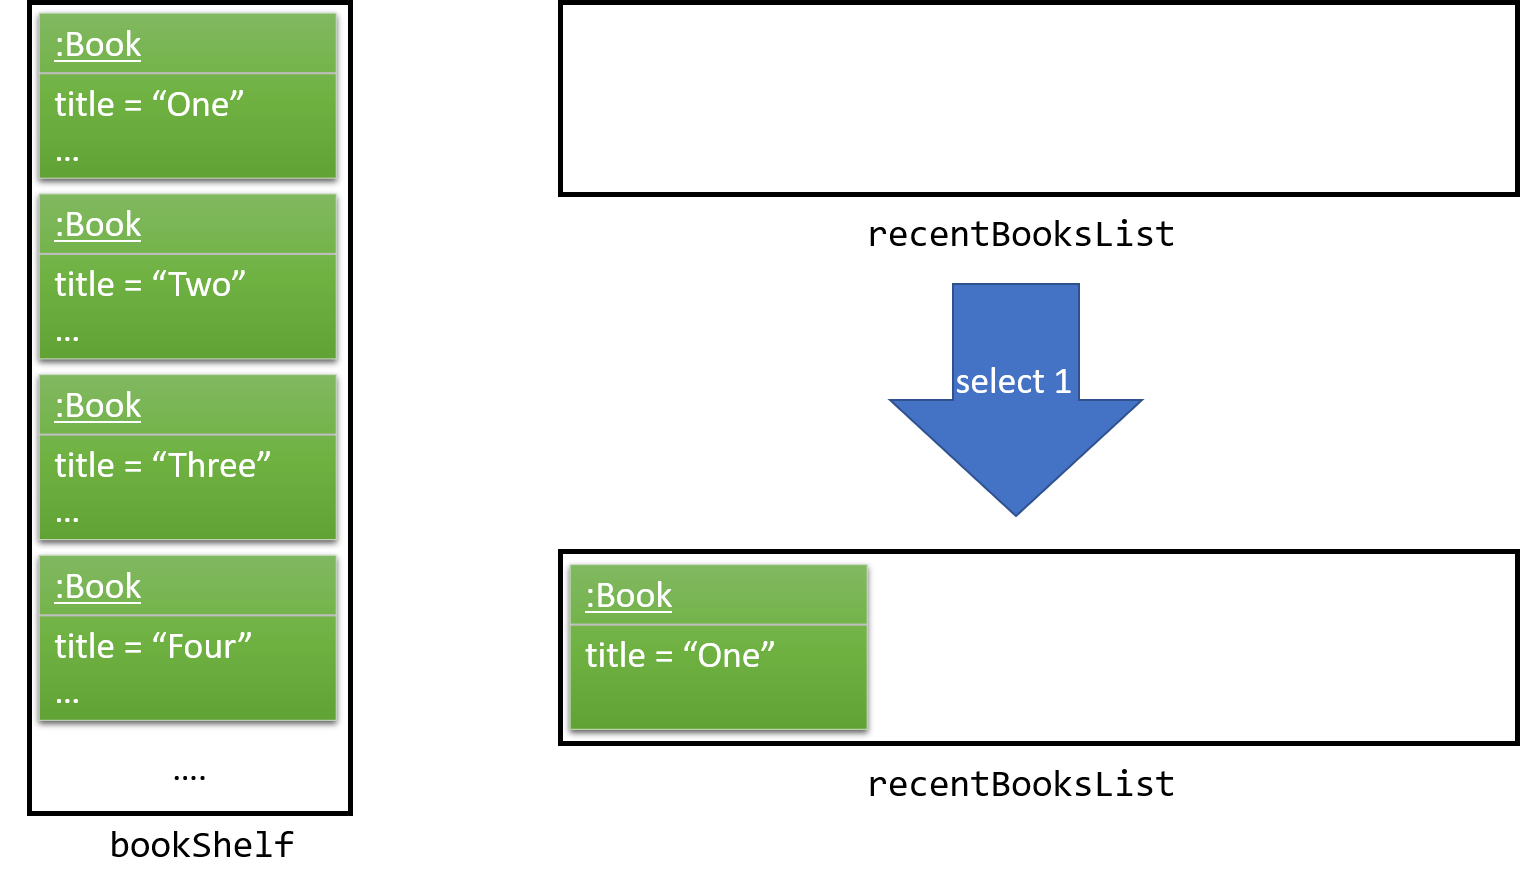 :Book
title = “One”
...
:Book
title = “Two”
...
:Book
title = “Three”
...
:Book
title = “Four”
...
....
bookShelf
recentBooksList
select 1
:Book
title = “One”
recentBooksList